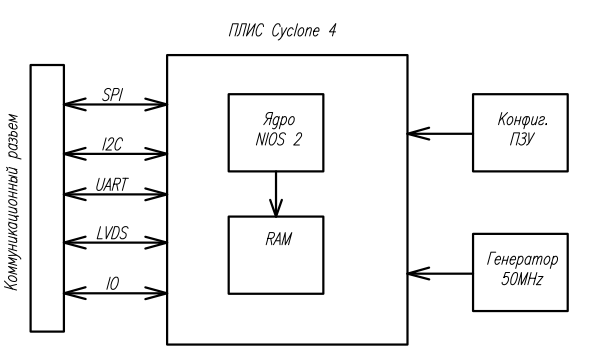 ПЛИС Cyclone 4
Коммуникационный разъем
SPI
I2C
UART
LVDS
IO
Ядро
NIOS 2
RAM
Конфиг.
ПЗУ
Генератор
50MHz